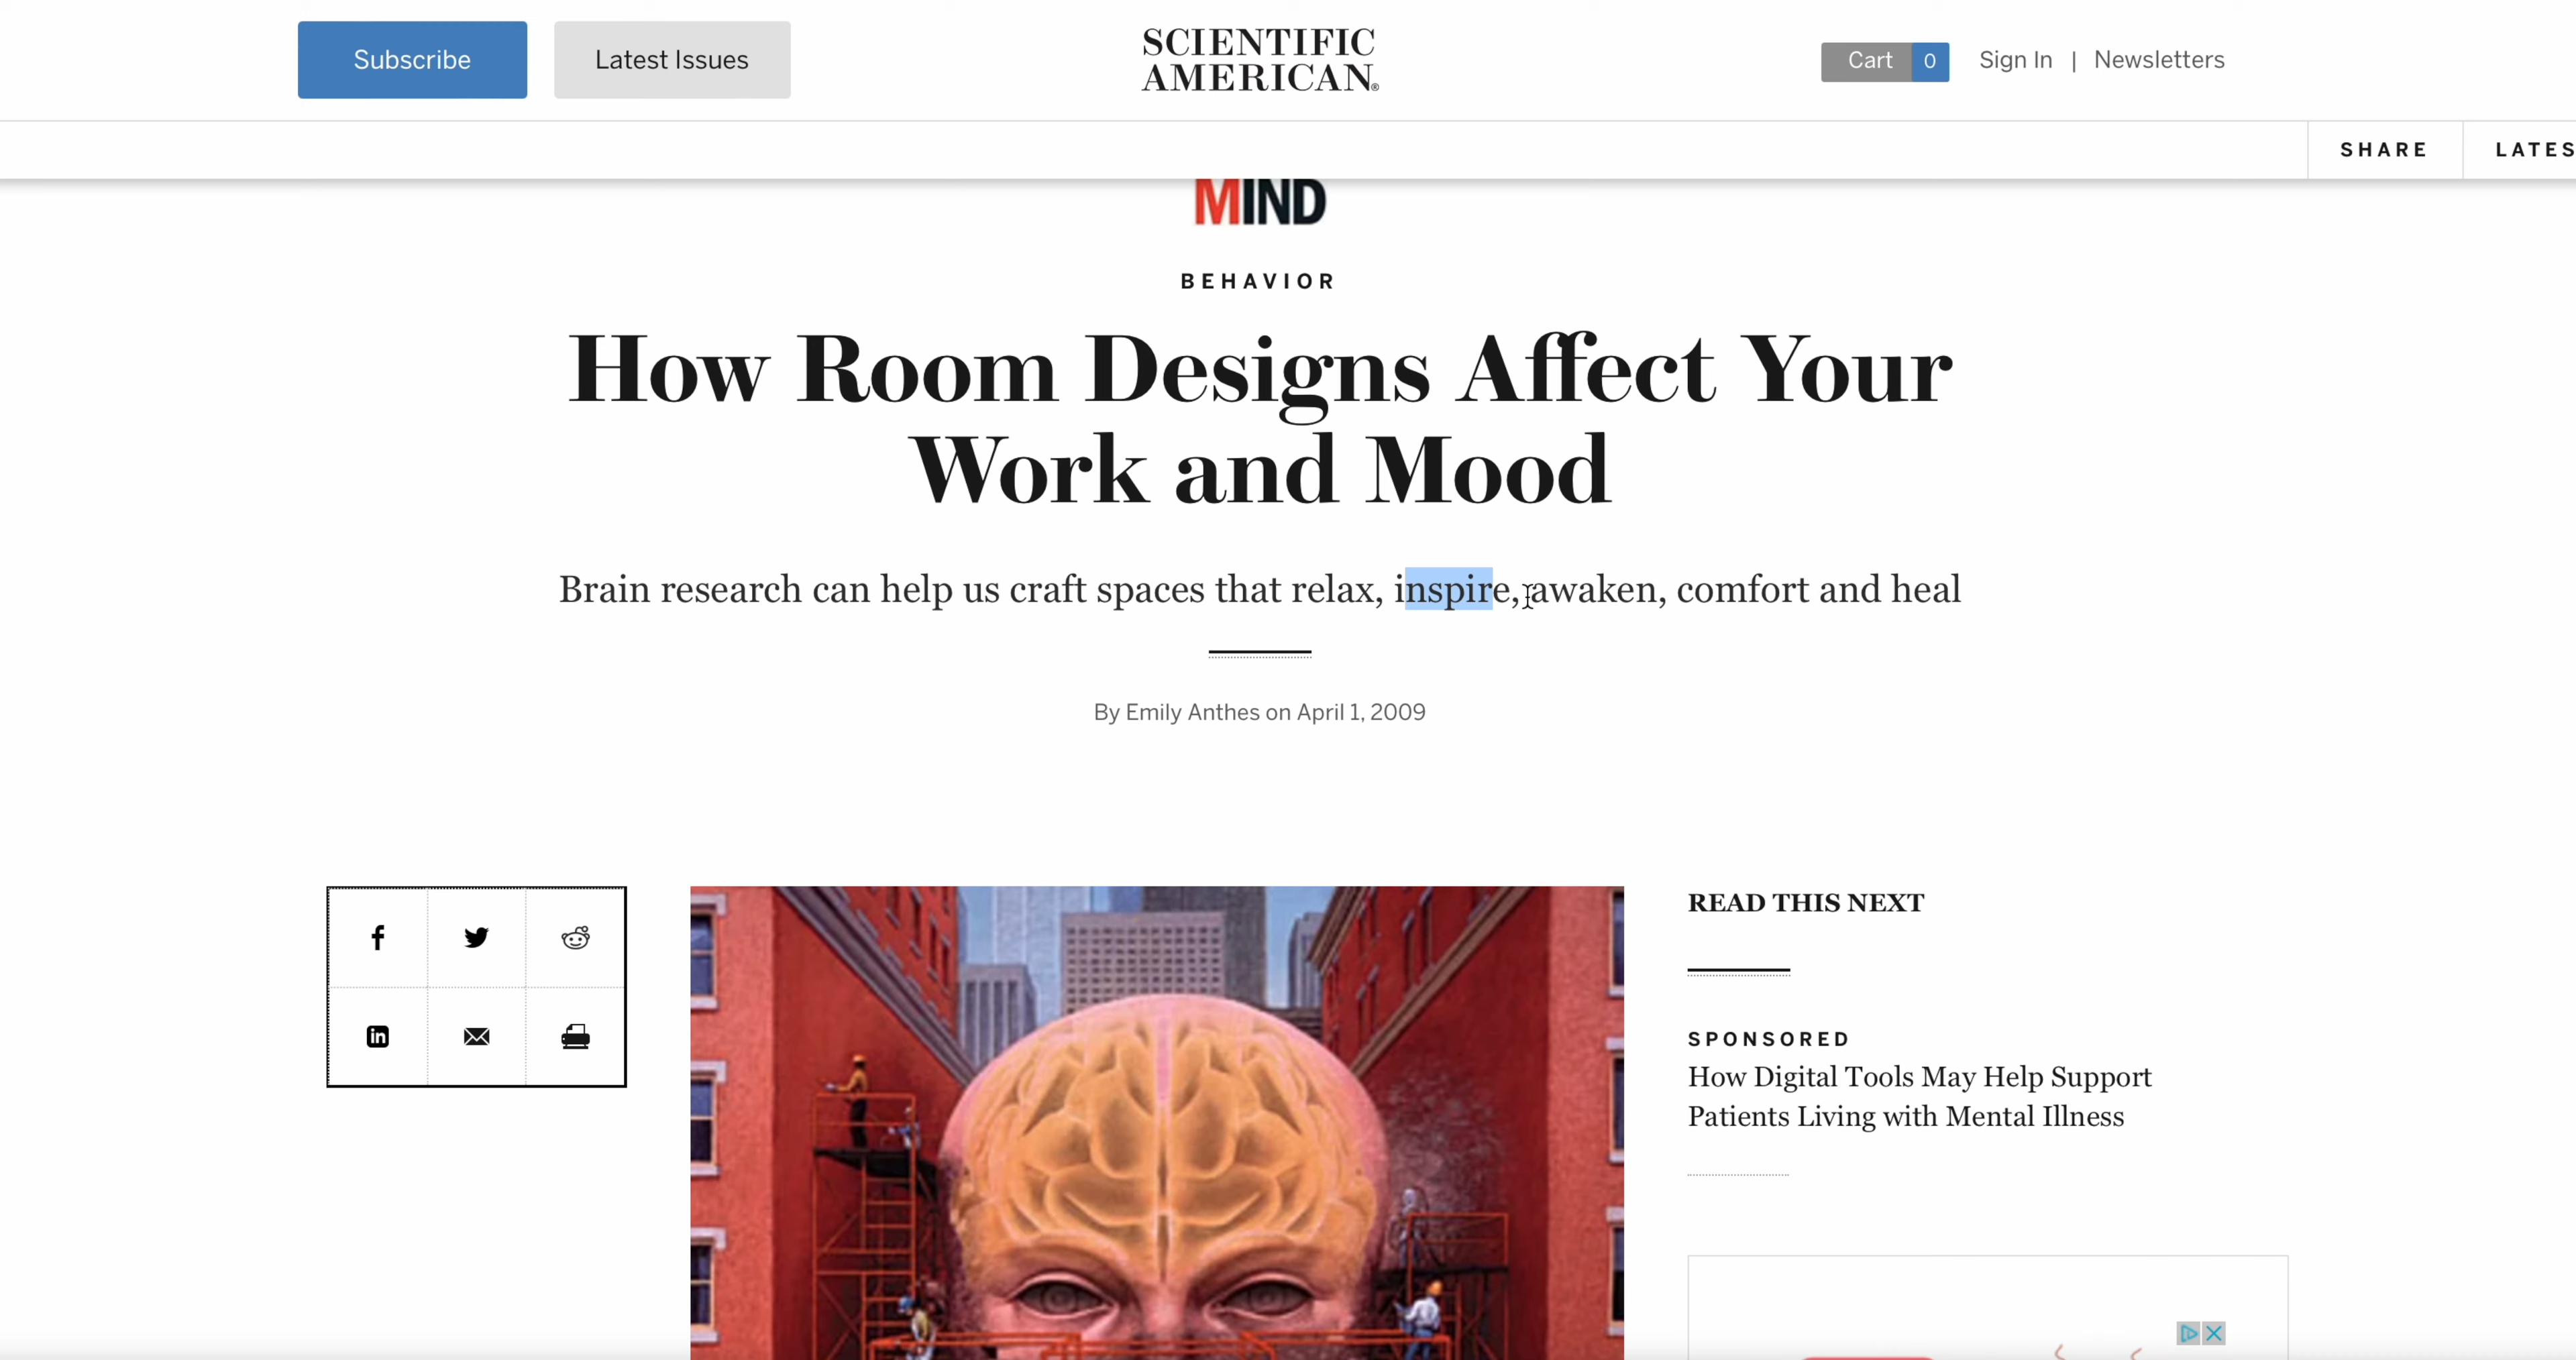 Subscribe
Latest Issues
SCIENTIFIC
AMERICAN®
Cart 0
Sign In | Newsletters
SHARE
LATES
MIND
BEHAVIOR
How Room Designs Affect Your
Work and Mood
Brain research can help us craft spaces that relax, inspire, awaken, comfort and heal
By Emily Anthes on April 1, 2009
READ THIS NEXT
SPONSORED
How Digital Tools May Help Support
Patients Living with Mental Illness